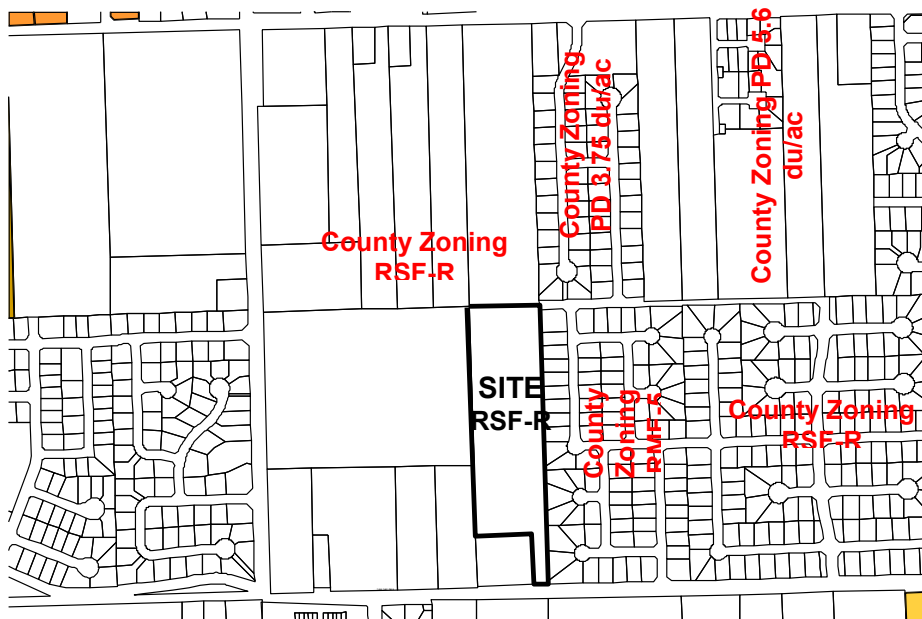 County Zoning
PD 3.75 du/ac
County Zoning PD 5.6
du/ac
County Zoning
RSF-R
SITE
RSF-R
County
Zoning
RMF-5
County Zoning
RSF-R